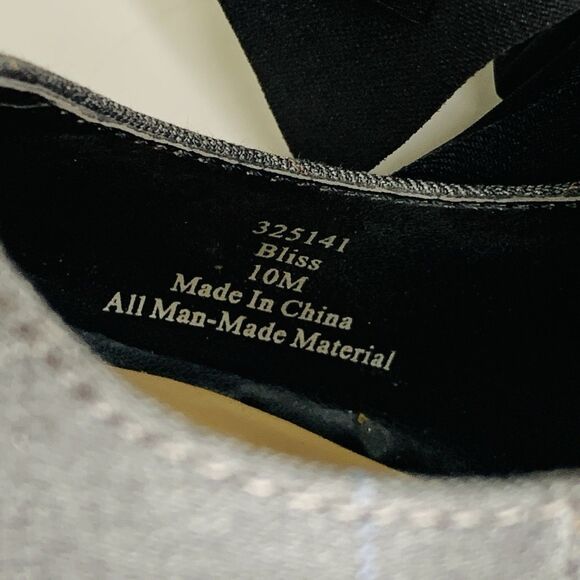 325141
Bliss
10M
Made In China
All Man-Made Material